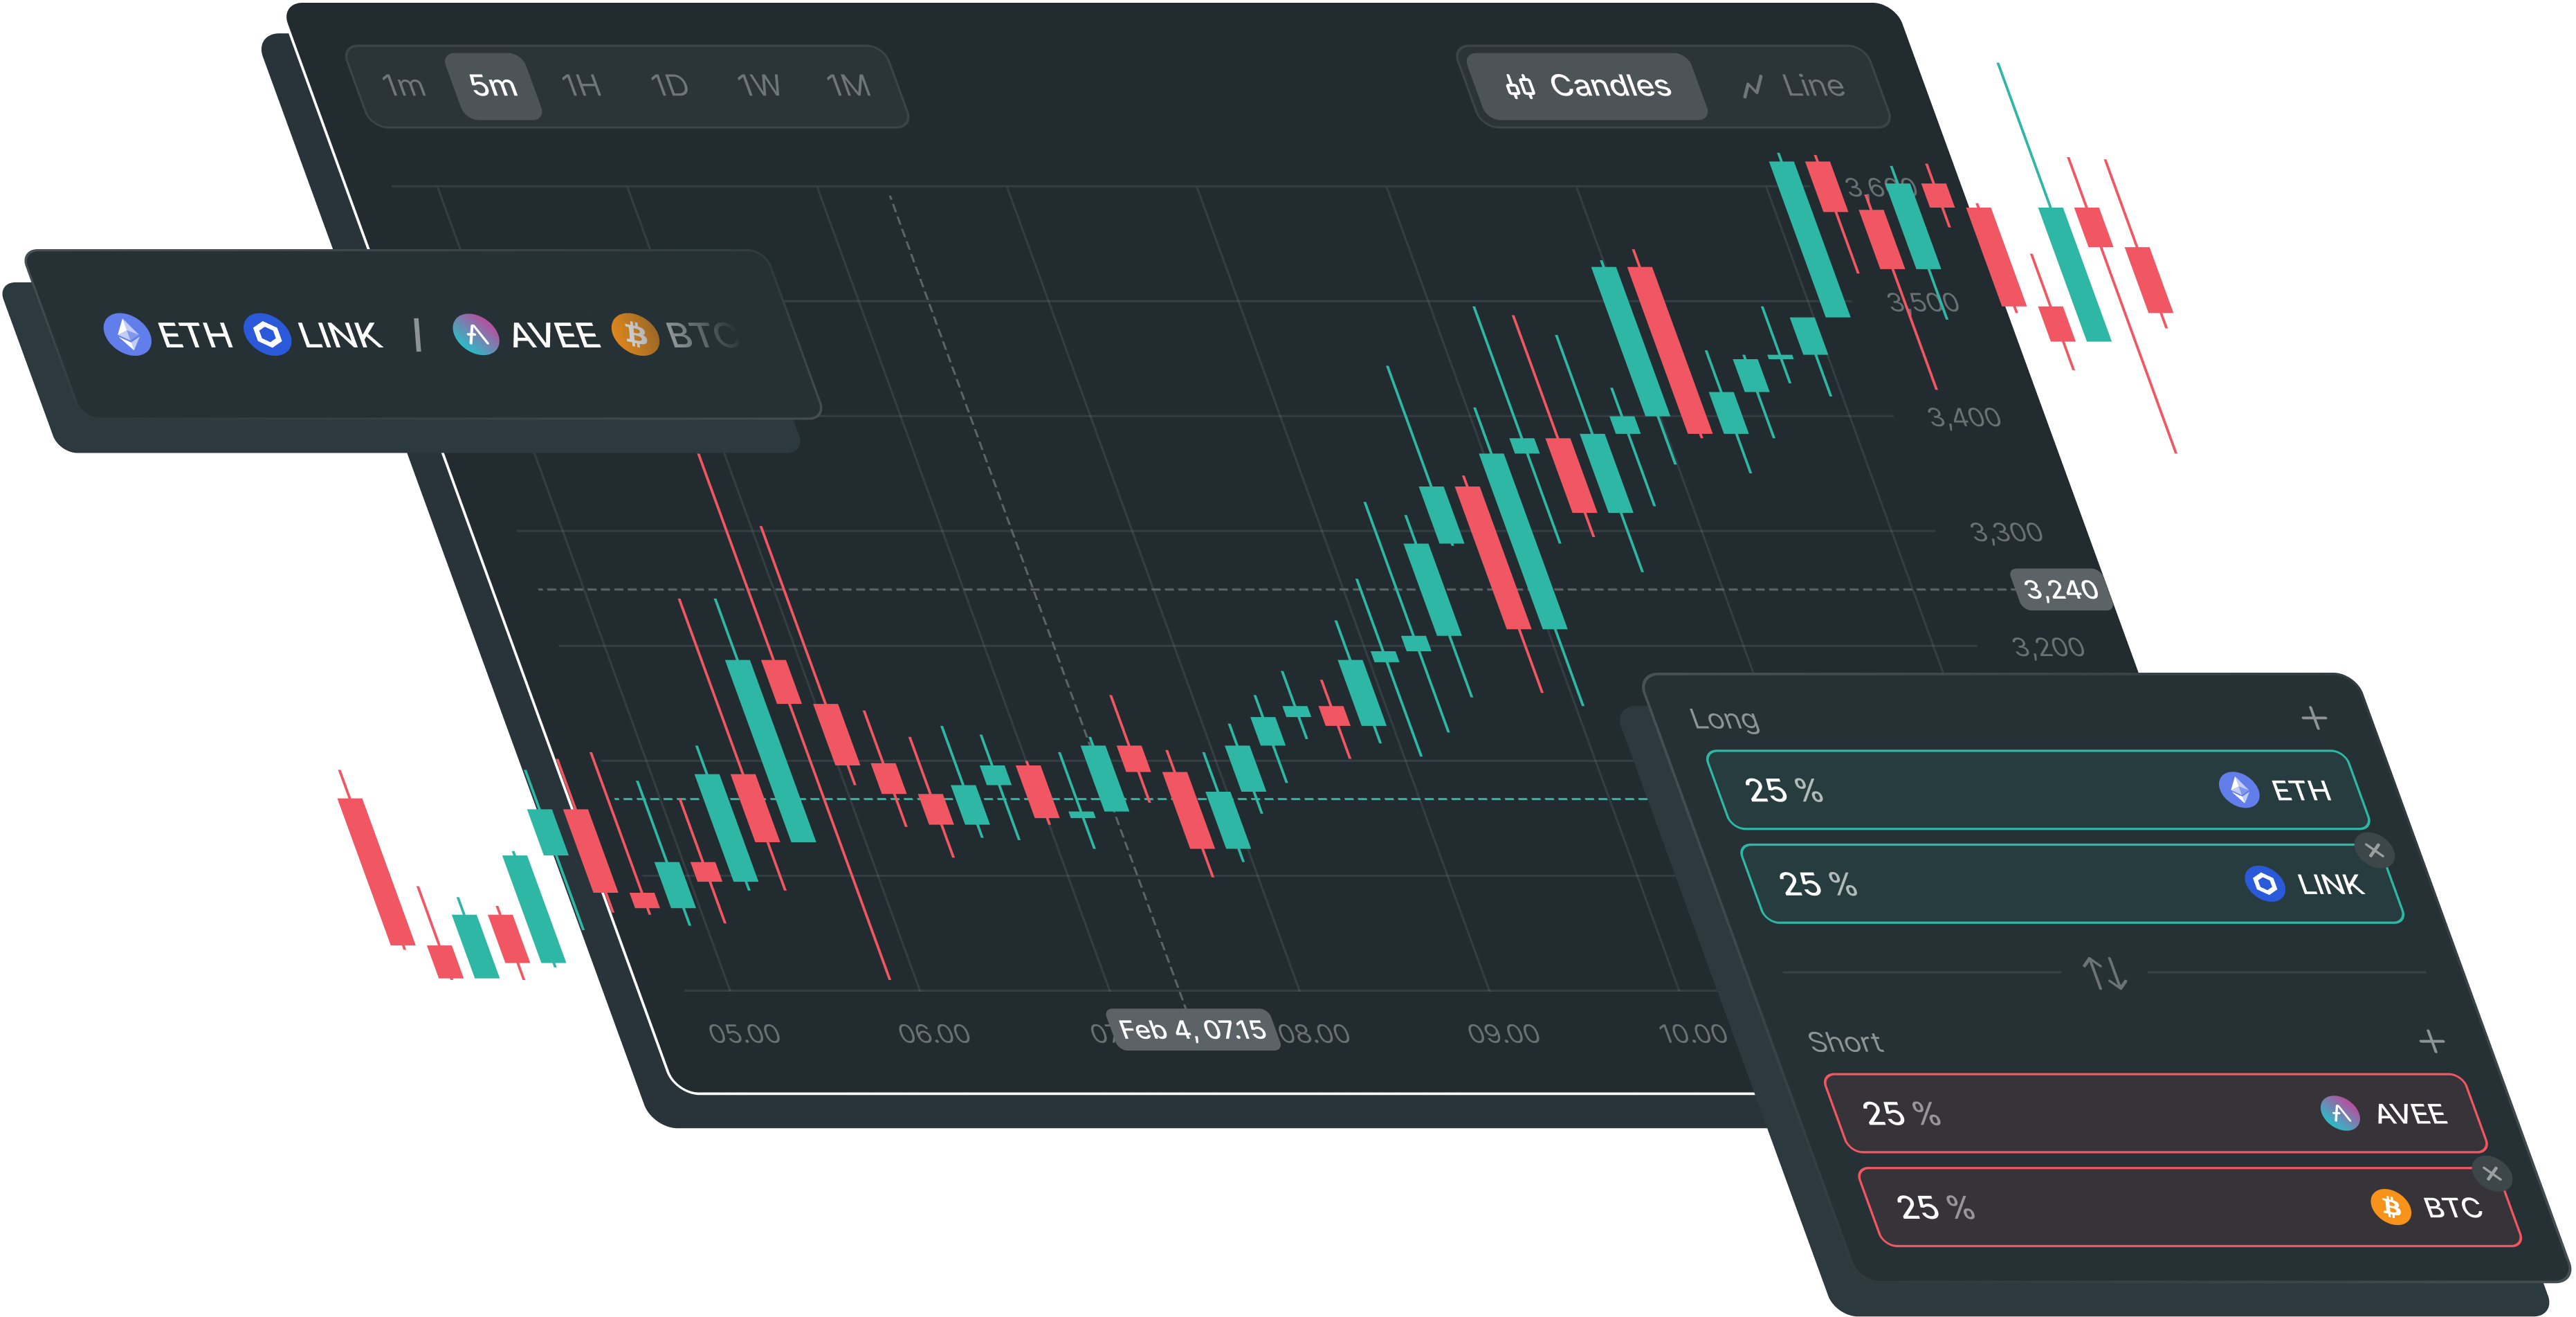 1m 5m 1H 1D 1W 1M
Candles Line
3,600
ETH LINK | AVEE BTC
3,500
3,400
3,300
3,240
3,200
Long +
25 % ETH
25 % LINK
Short +
25 % AVEE
25 % BTC
05.00 06.00 Feb 4, 07.15 08.00 09.00 10.00